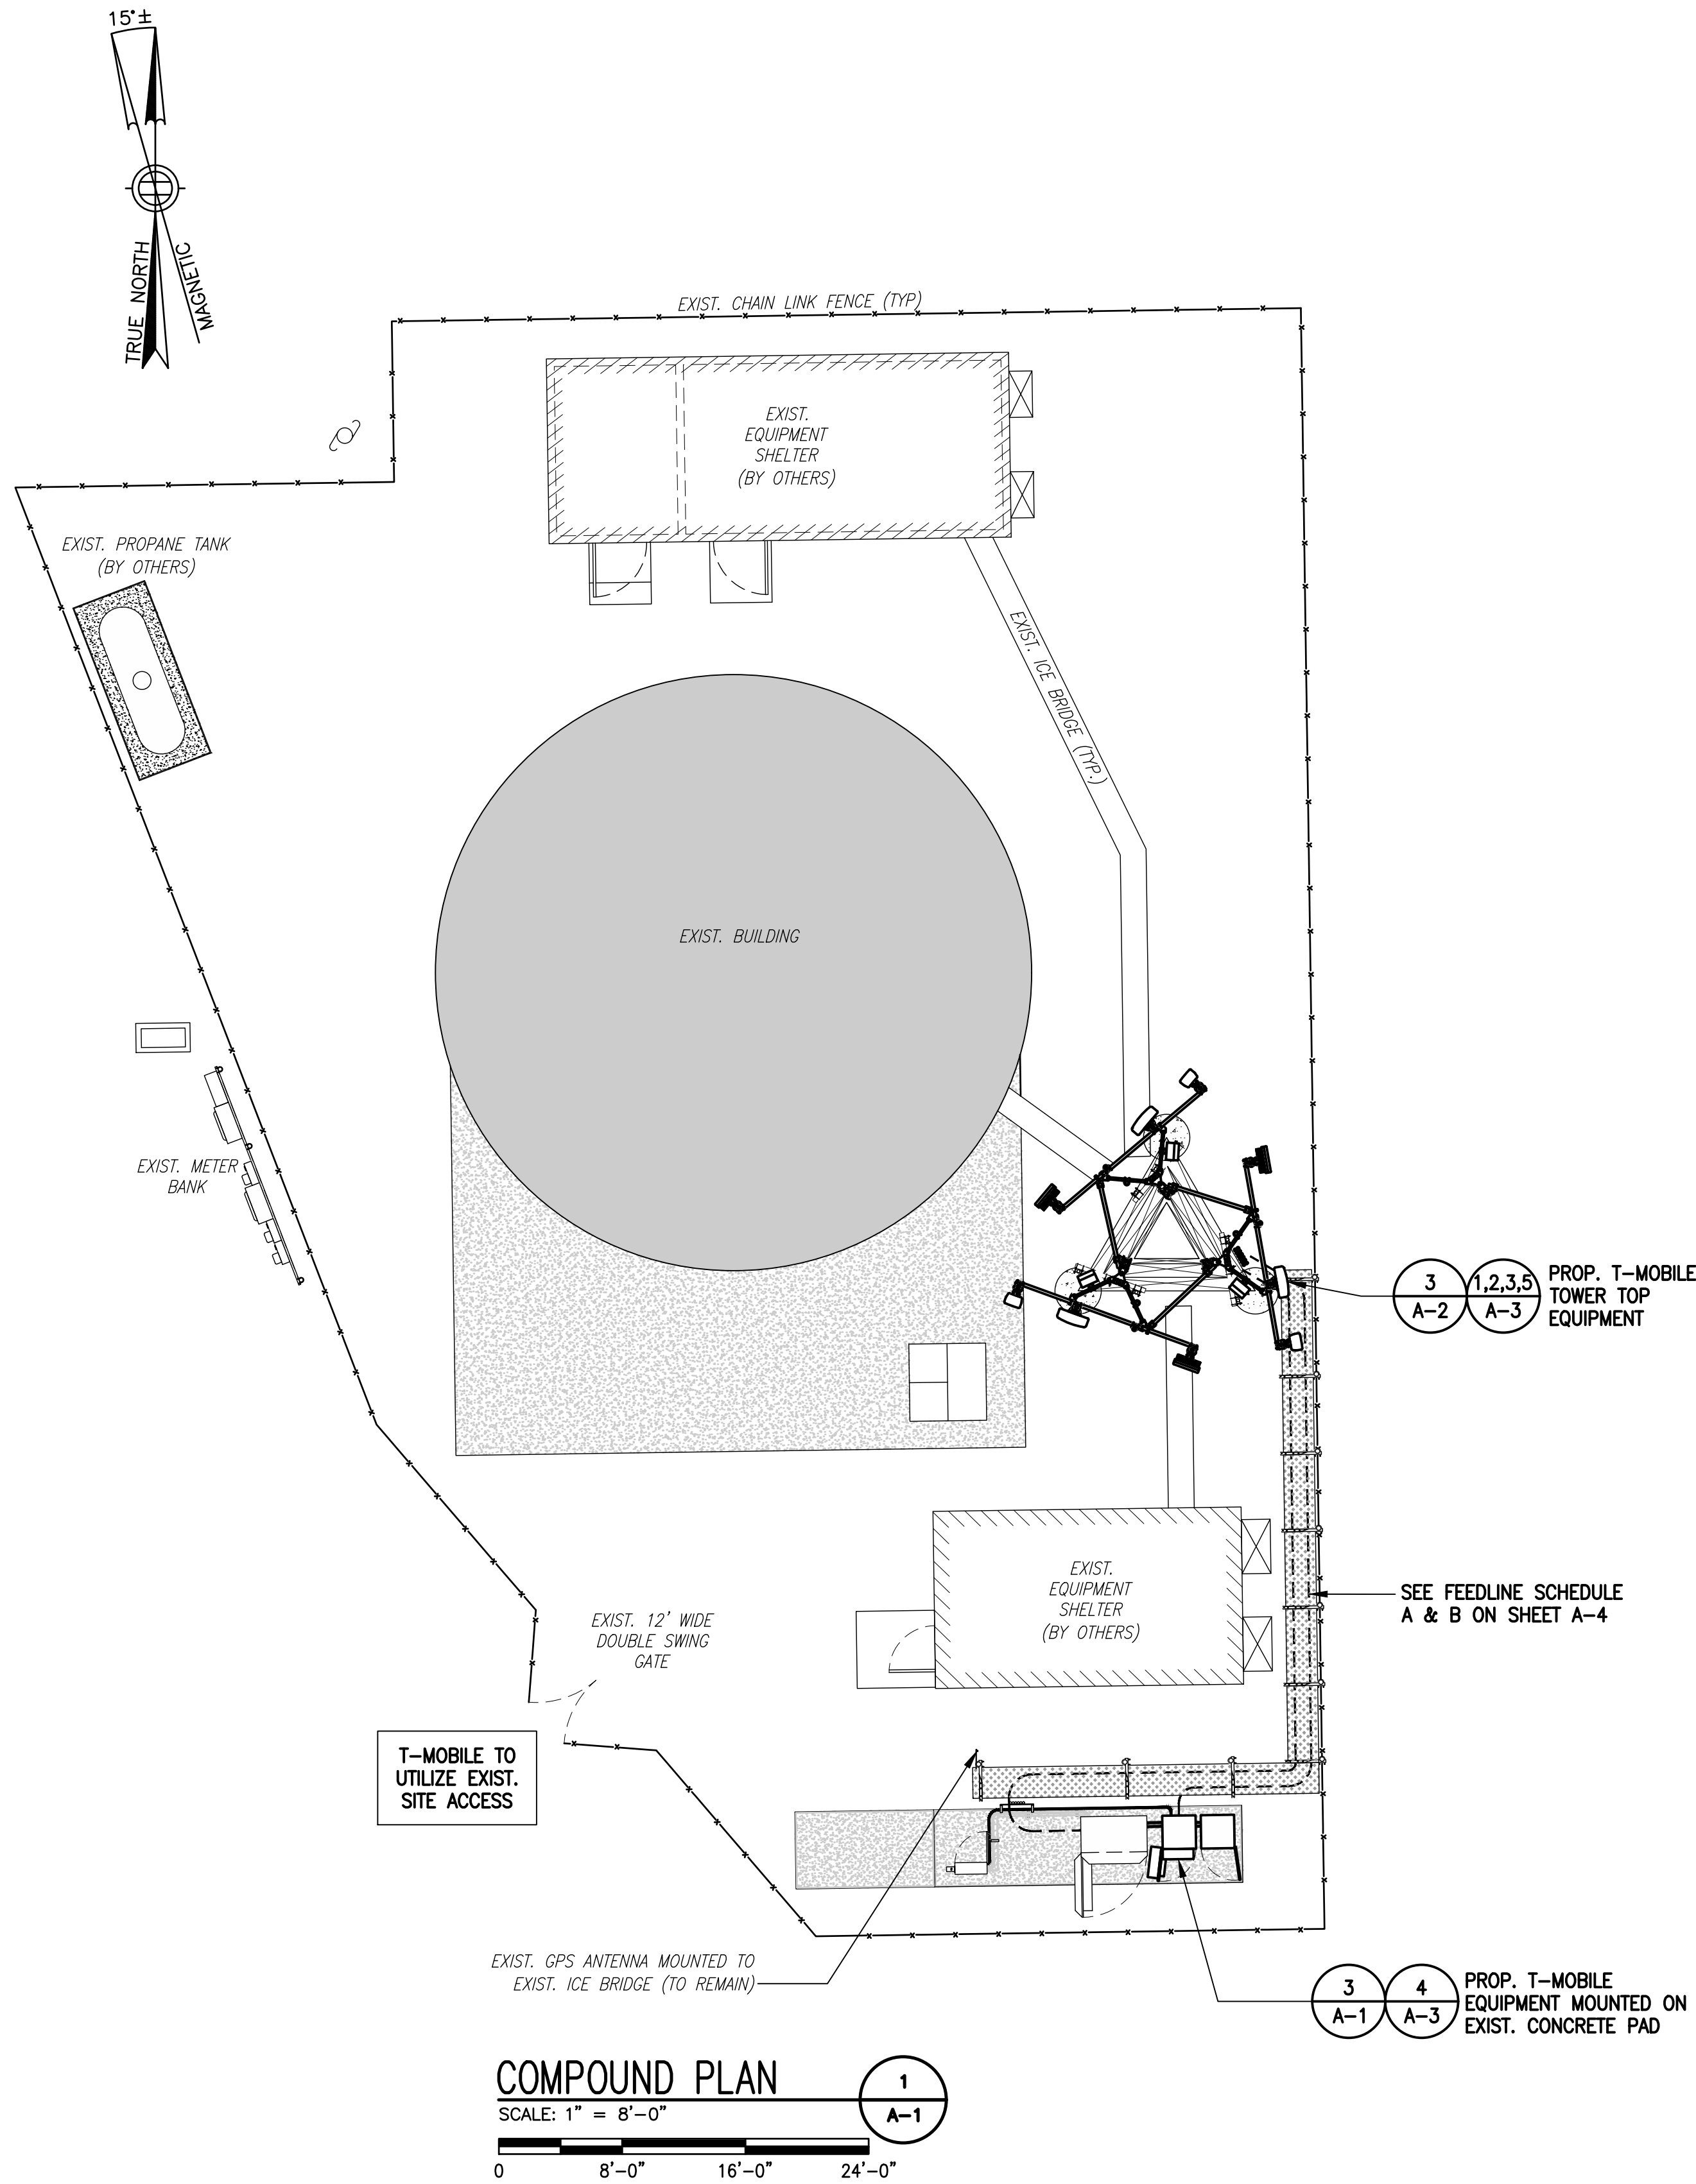 15°±
TRUE NORTH
MAGNETIC
EXIST. CHAIN LINK FENCE (TYP)
EXIST.
EQUIPMENT
SHELTER
(BY OTHERS)
EXIST. PROPANE TANK
(BY OTHERS)
EXIST. ICE BRIDGE (TYP.)
EXIST. BUILDING
EXIST. METER
BANK
3
A-2
1,2,3,5
A-3
PROP. T-MOBILE
TOWER TOP
EQUIPMENT
EXIST.
EQUIPMENT
SHELTER
(BY OTHERS)
SEE FEEDLINE SCHEDULE
A & B ON SHEET A-4
EXIST. 12' WIDE
DOUBLE SWING
GATE
T-MOBILE TO
UTILIZE EXIST.
SITE ACCESS
EXIST. GPS ANTENNA MOUNTED TO
EXIST. ICE BRIDGE (TO REMAIN)
3
A-1
4
A-3
PROP. T-MOBILE
EQUIPMENT MOUNTED ON
EXIST. CONCRETE PAD
COMPOUND PLAN
1
A-1
SCALE: 1" = 8'-0"
0 8'-0" 16'-0" 24'-0"